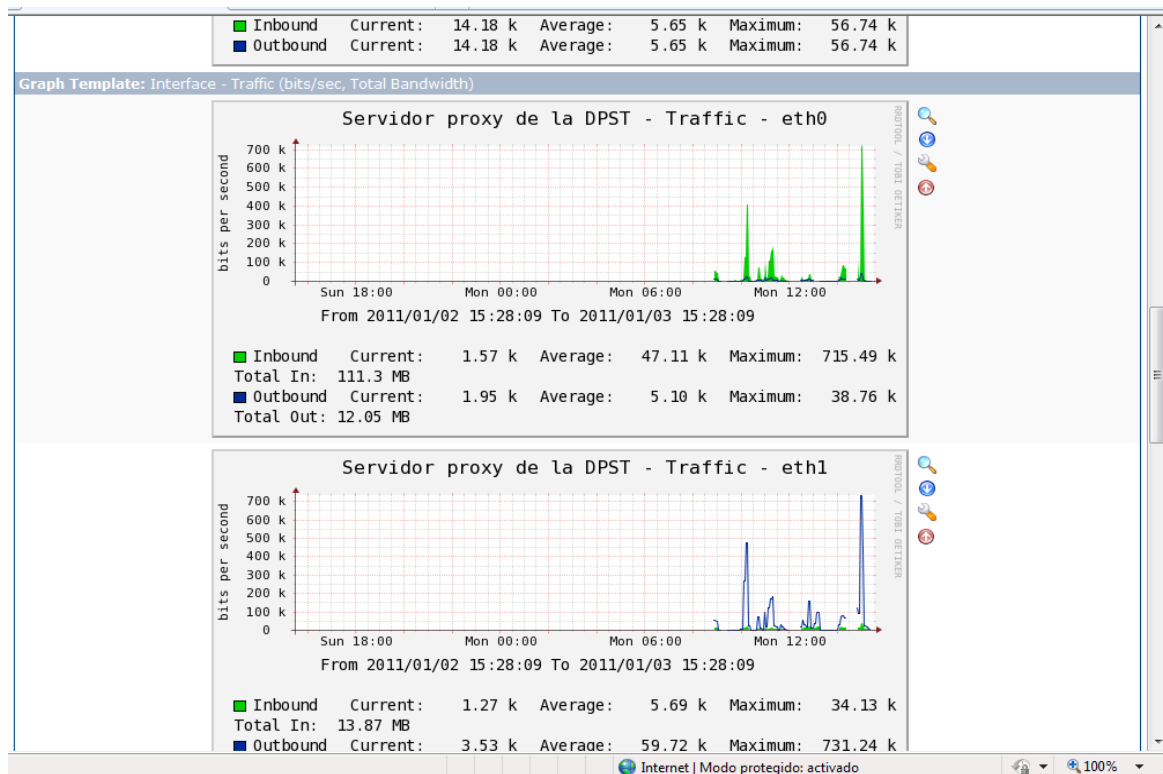 Inbound Current: 14.18 k Average: 5.65 k Maximum: 56.74 k
Outbound Current: 14.18 k Average: 5.65 k Maximum: 56.74 k
Graph Template: Interface - Traffic (bits/sec, Total Bandwidth)
Servidor proxy de la DPST - Traffic - eth0
RRDTOOL / TOBI OETIKER
bits per second
700 k
600 k
500 k
400 k
300 k
200 k
100 k
0
Sun 18:00 Mon 00:00 Mon 06:00 Mon 12:00
From 2011/01/02 15:28:09 To 2011/01/03 15:28:09
Inbound Current: 1.57 k Average: 47.11 k Maximum: 715.49 k
Total In: 111.3 MB
Outbound Current: 1.95 k Average: 5.10 k Maximum: 38.76 k
Total Out: 12.05 MB
Servidor proxy de la DPST - Traffic - eth1
RRDTOOL / TOBI OETIKER
bits per second
700 k
600 k
500 k
400 k
300 k
200 k
100 k
0
Sun 18:00 Mon 00:00 Mon 06:00 Mon 12:00
From 2011/01/02 15:28:09 To 2011/01/03 15:28:09
Inbound Current: 1.27 k Average: 5.69 k Maximum: 34.13 k
Total In: 13.87 MB
Outbound Current: 3.53 k Average: 59.72 k Maximum: 731.24 k
Internet | Modo protegido: activado 100%